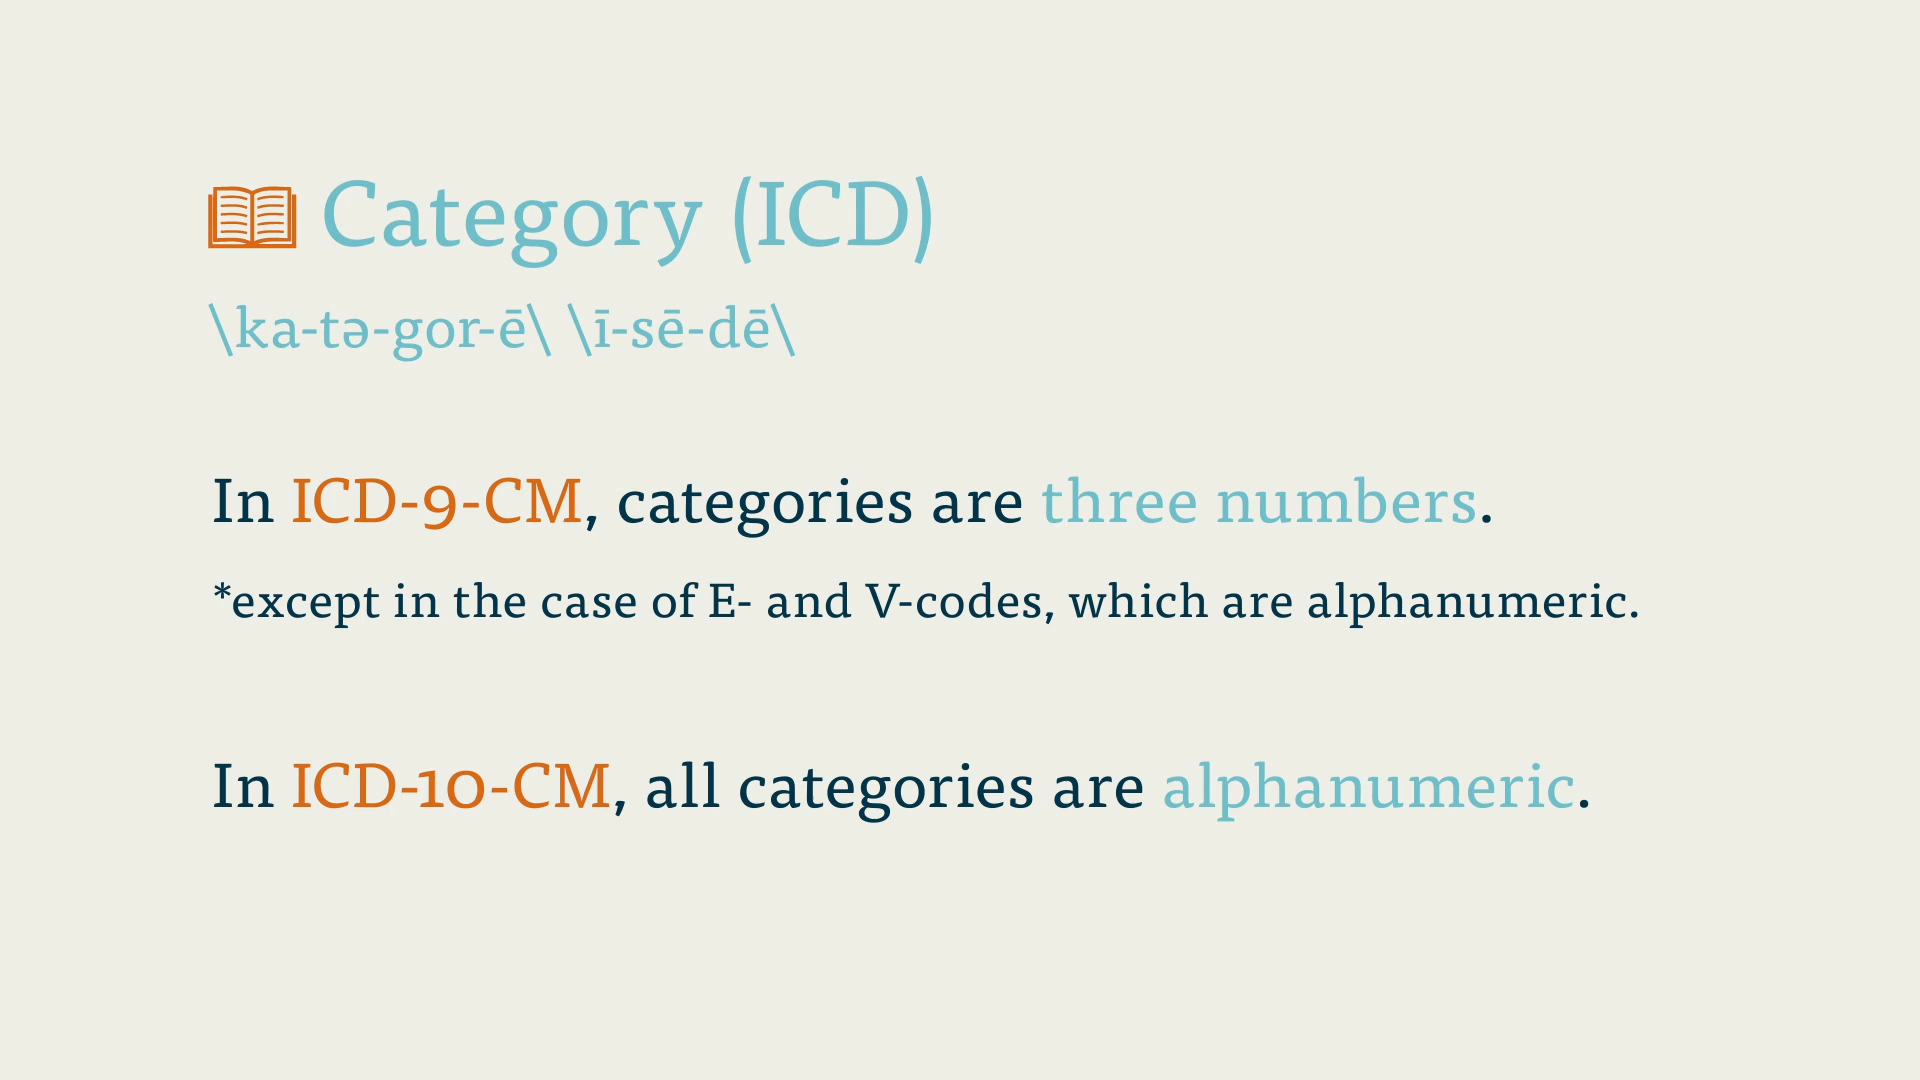 Category (ICD)
\ka-tə-gor-ē\ \ī-sē-dē\
In ICD-9-CM, categories are three numbers.
*except in the case of E- and V-codes, which are alphanumeric.
In ICD-10-CM, all categories are alphanumeric.